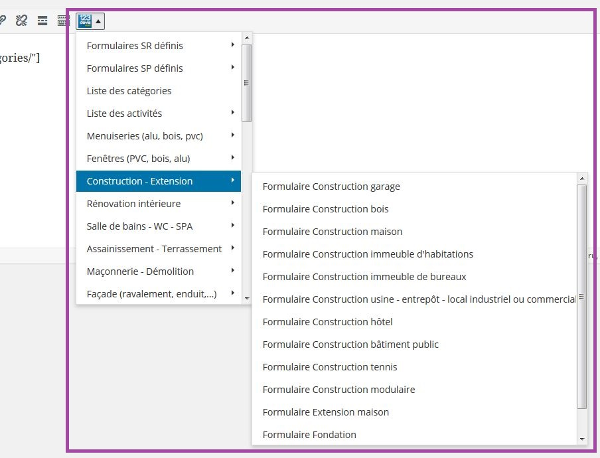 gories/"]
123
devis
Formulaires SR définis
Formulaires SP définis
Liste des catégories
Liste des activités
Menuiseries (alu, bois, pvc)
Fenêtres (PVC, bois, alu)
Construction - Extension
Rénovation intérieure
Salle de bains - WC - SPA
Assainissement - Terrassement
Maçonnerie - Démolition
Façade (ravalement, enduit,...)
Formulaire Construction garage
Formulaire Construction bois
Formulaire Construction maison
Formulaire Construction immeuble d'habitations
Formulaire Construction immeuble de bureaux
Formulaire Construction usine - entrepôt - local industriel ou commercial
Formulaire Construction hôtel
Formulaire Construction bâtiment public
Formulaire Construction tennis
Formulaire Construction modulaire
Formulaire Extension maison
Formulaire Fondation